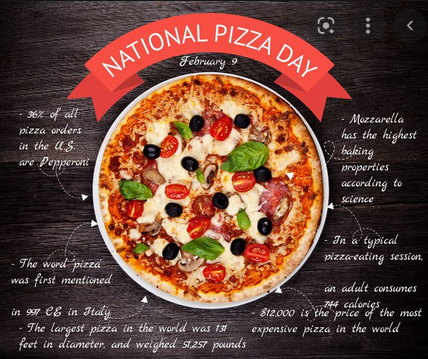 NATIONAL PIZZA DAY
February 9
- 36% of all
pizza orders
in the U.S.
are Pepperoni
- Mozzarella
has the highest
baking
properties
according to
science
- The word pizza
was first mentioned
in 997 CE in Italy
- In a typical
pizza-eating session,
an adult consumes
744 calories
- The largest pizza in the world was 131
feet in diameter, and weighed 51,257 pounds
$12,000 is the price of the most
expensive pizza in the world